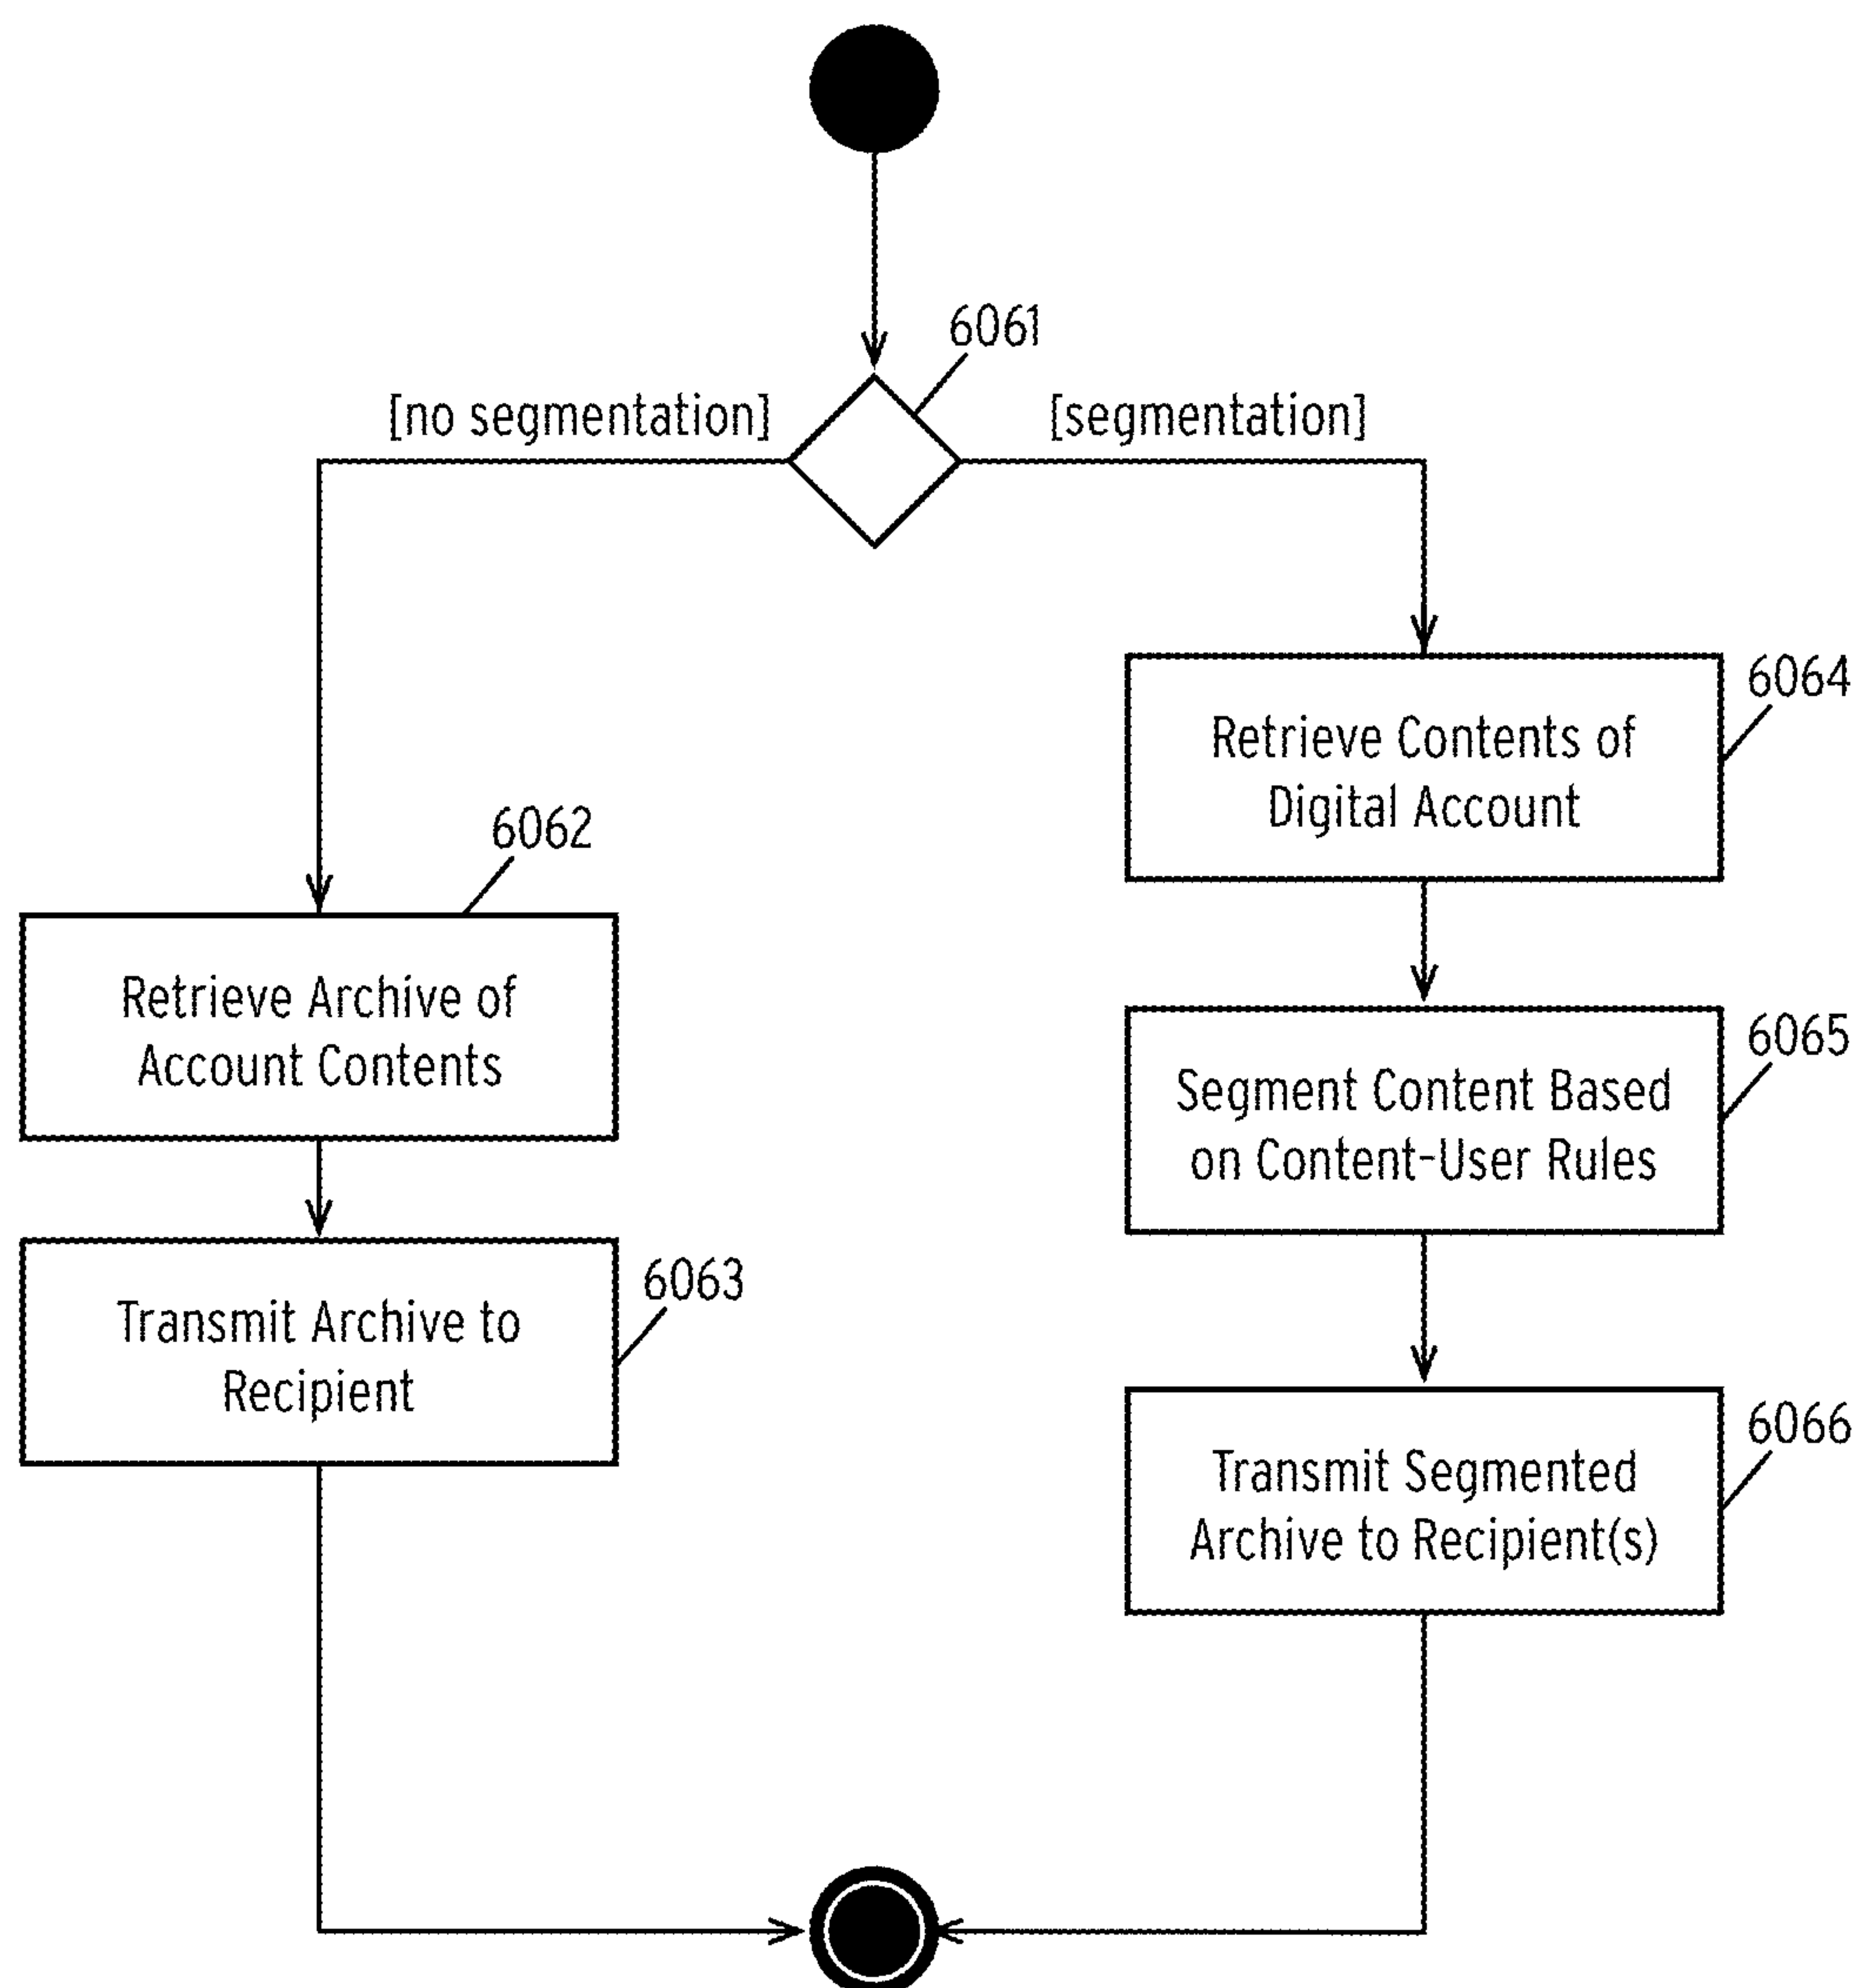 6061
[no segmentation]
[segmentation]
6064
Retrieve Contents of
Digital Account
6062
Retrieve Archive of
Account Contents
6065
Segment Content Based
on Content-User Rules
6063
Transmit Archive to
Recipient
6066
Transmit Segmented
Archive to Recipient(s)